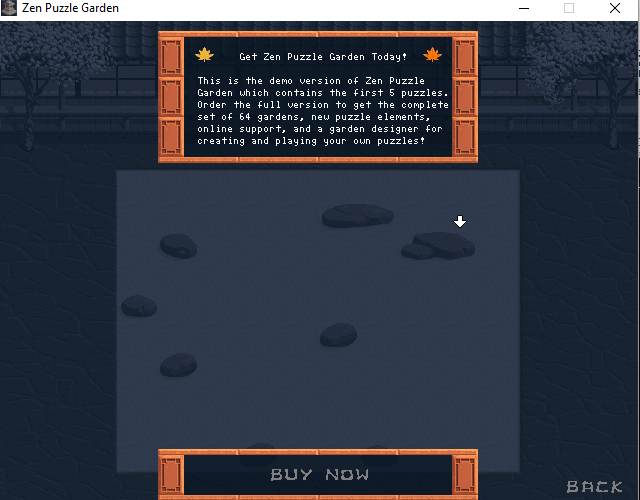 Zen Puzzle Garden
Get Zen Puzzle Garden Today!
This is the demo version of Zen Puzzle
Garden which contains the first 5 puzzles.
Order the full version to get the complete
set of 64 gardens, new puzzle elements,
online support, and a garden designer for
creating and playing your own puzzles!
BUY NOW
BACK